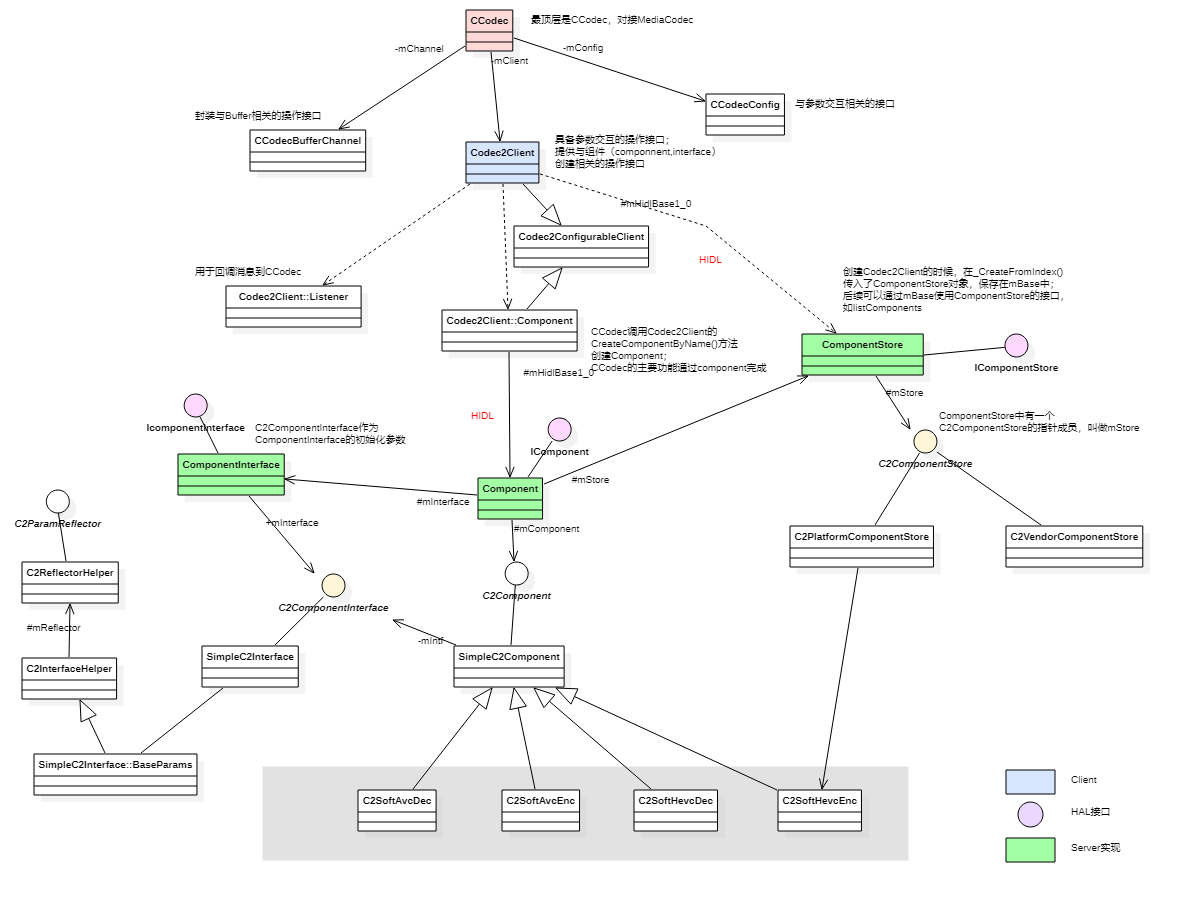 CCodec
最顶层是CCodec，对接MediaCodec
-mChannel
-mClient
-mConfig
CCodecConfig
与参数交互相关的接口
封装与Buffer相关的操作接口
CCodecBufferChannel
Codec2Client
具备参数交互的操作接口；
提供与组件（componnent,interface）
创建相关的操作接口
#mHidlBase1_0
Codec2ConfigurableClient
HIDL
用于回调消息到CCodec
Codec2Client::Listener
创建Codec2Client的时候，在_CreateFromIndex()
传入了ComponentStore对象，保存在mBase中；
后续可以通过mBase使用ComponentStore的接口，
如listComponents
Codec2Client::Component
CCodec调用Codec2Client的
CreateComponentByName()方法
创建Component；
CCodec的主要功能通过component完成
#mHidlBase1_0
ComponentStore
IComponentStore
#mStore
HIDL
IcomponentInterface
C2ComponentInterface作为
ComponentInterface的初始化参数
IComponent
ComponentStore中有一个
C2ComponentStore的指针成员，叫做mStore
C2ComponentStore
ComponentInterface
#mInterface
Component
#mStore
+mInterface
#mComponent
C2ParamReflector
C2PlatformComponentStore
C2VendorComponentStore
C2ReflectorHelper
C2ComponentInterface
C2Component
#mReflector
-mIntf
C2InterfaceHelper
SimpleC2Interface
SimpleC2Component
SimpleC2Interface::BaseParams
C2SoftAvcDec
C2SoftAvcEnc
C2SoftHevcDec
C2SoftHevcEnc
Client
HAL接口
Server实现